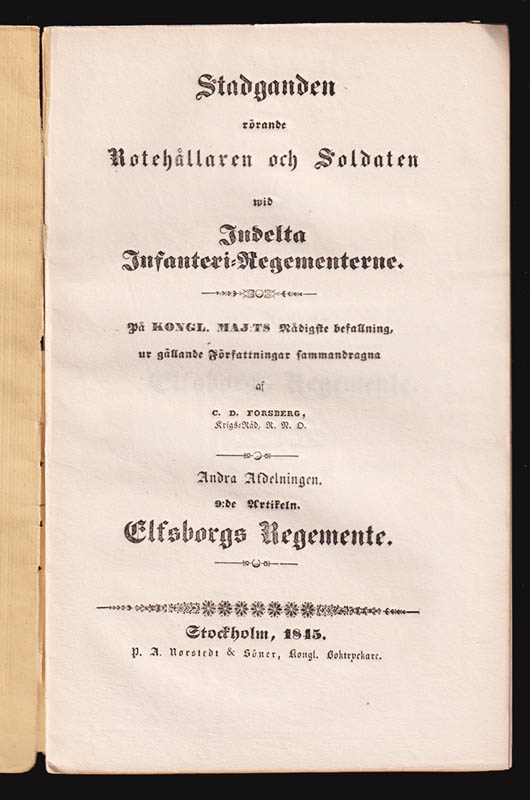 Stadganden
rörande
Rotehållaren och Soldaten
wid
Indelta
Infanteri-Regementerne.
På KONGL. MAJ:TS Nådigste befallning,
ur gällande Författningar sammandragna
af
C. D. FORSBERG,
Krigs-Råd, R. N. O.
Andra Afdelningen.
9:de Artikeln.
Elfsborgs Regemente.
Stockholm, 1845.
P. A. Norstedt & Söner, Kongl. Boktryckare.